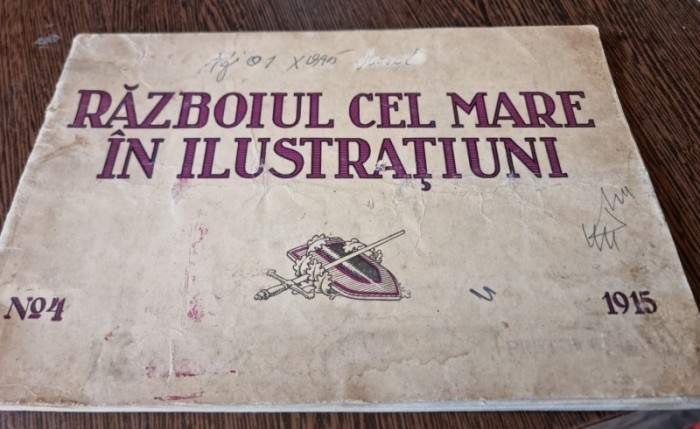 RĂZBOIUL CEL MARE
ÎN ILUSTRAȚIUNI
No4
1915